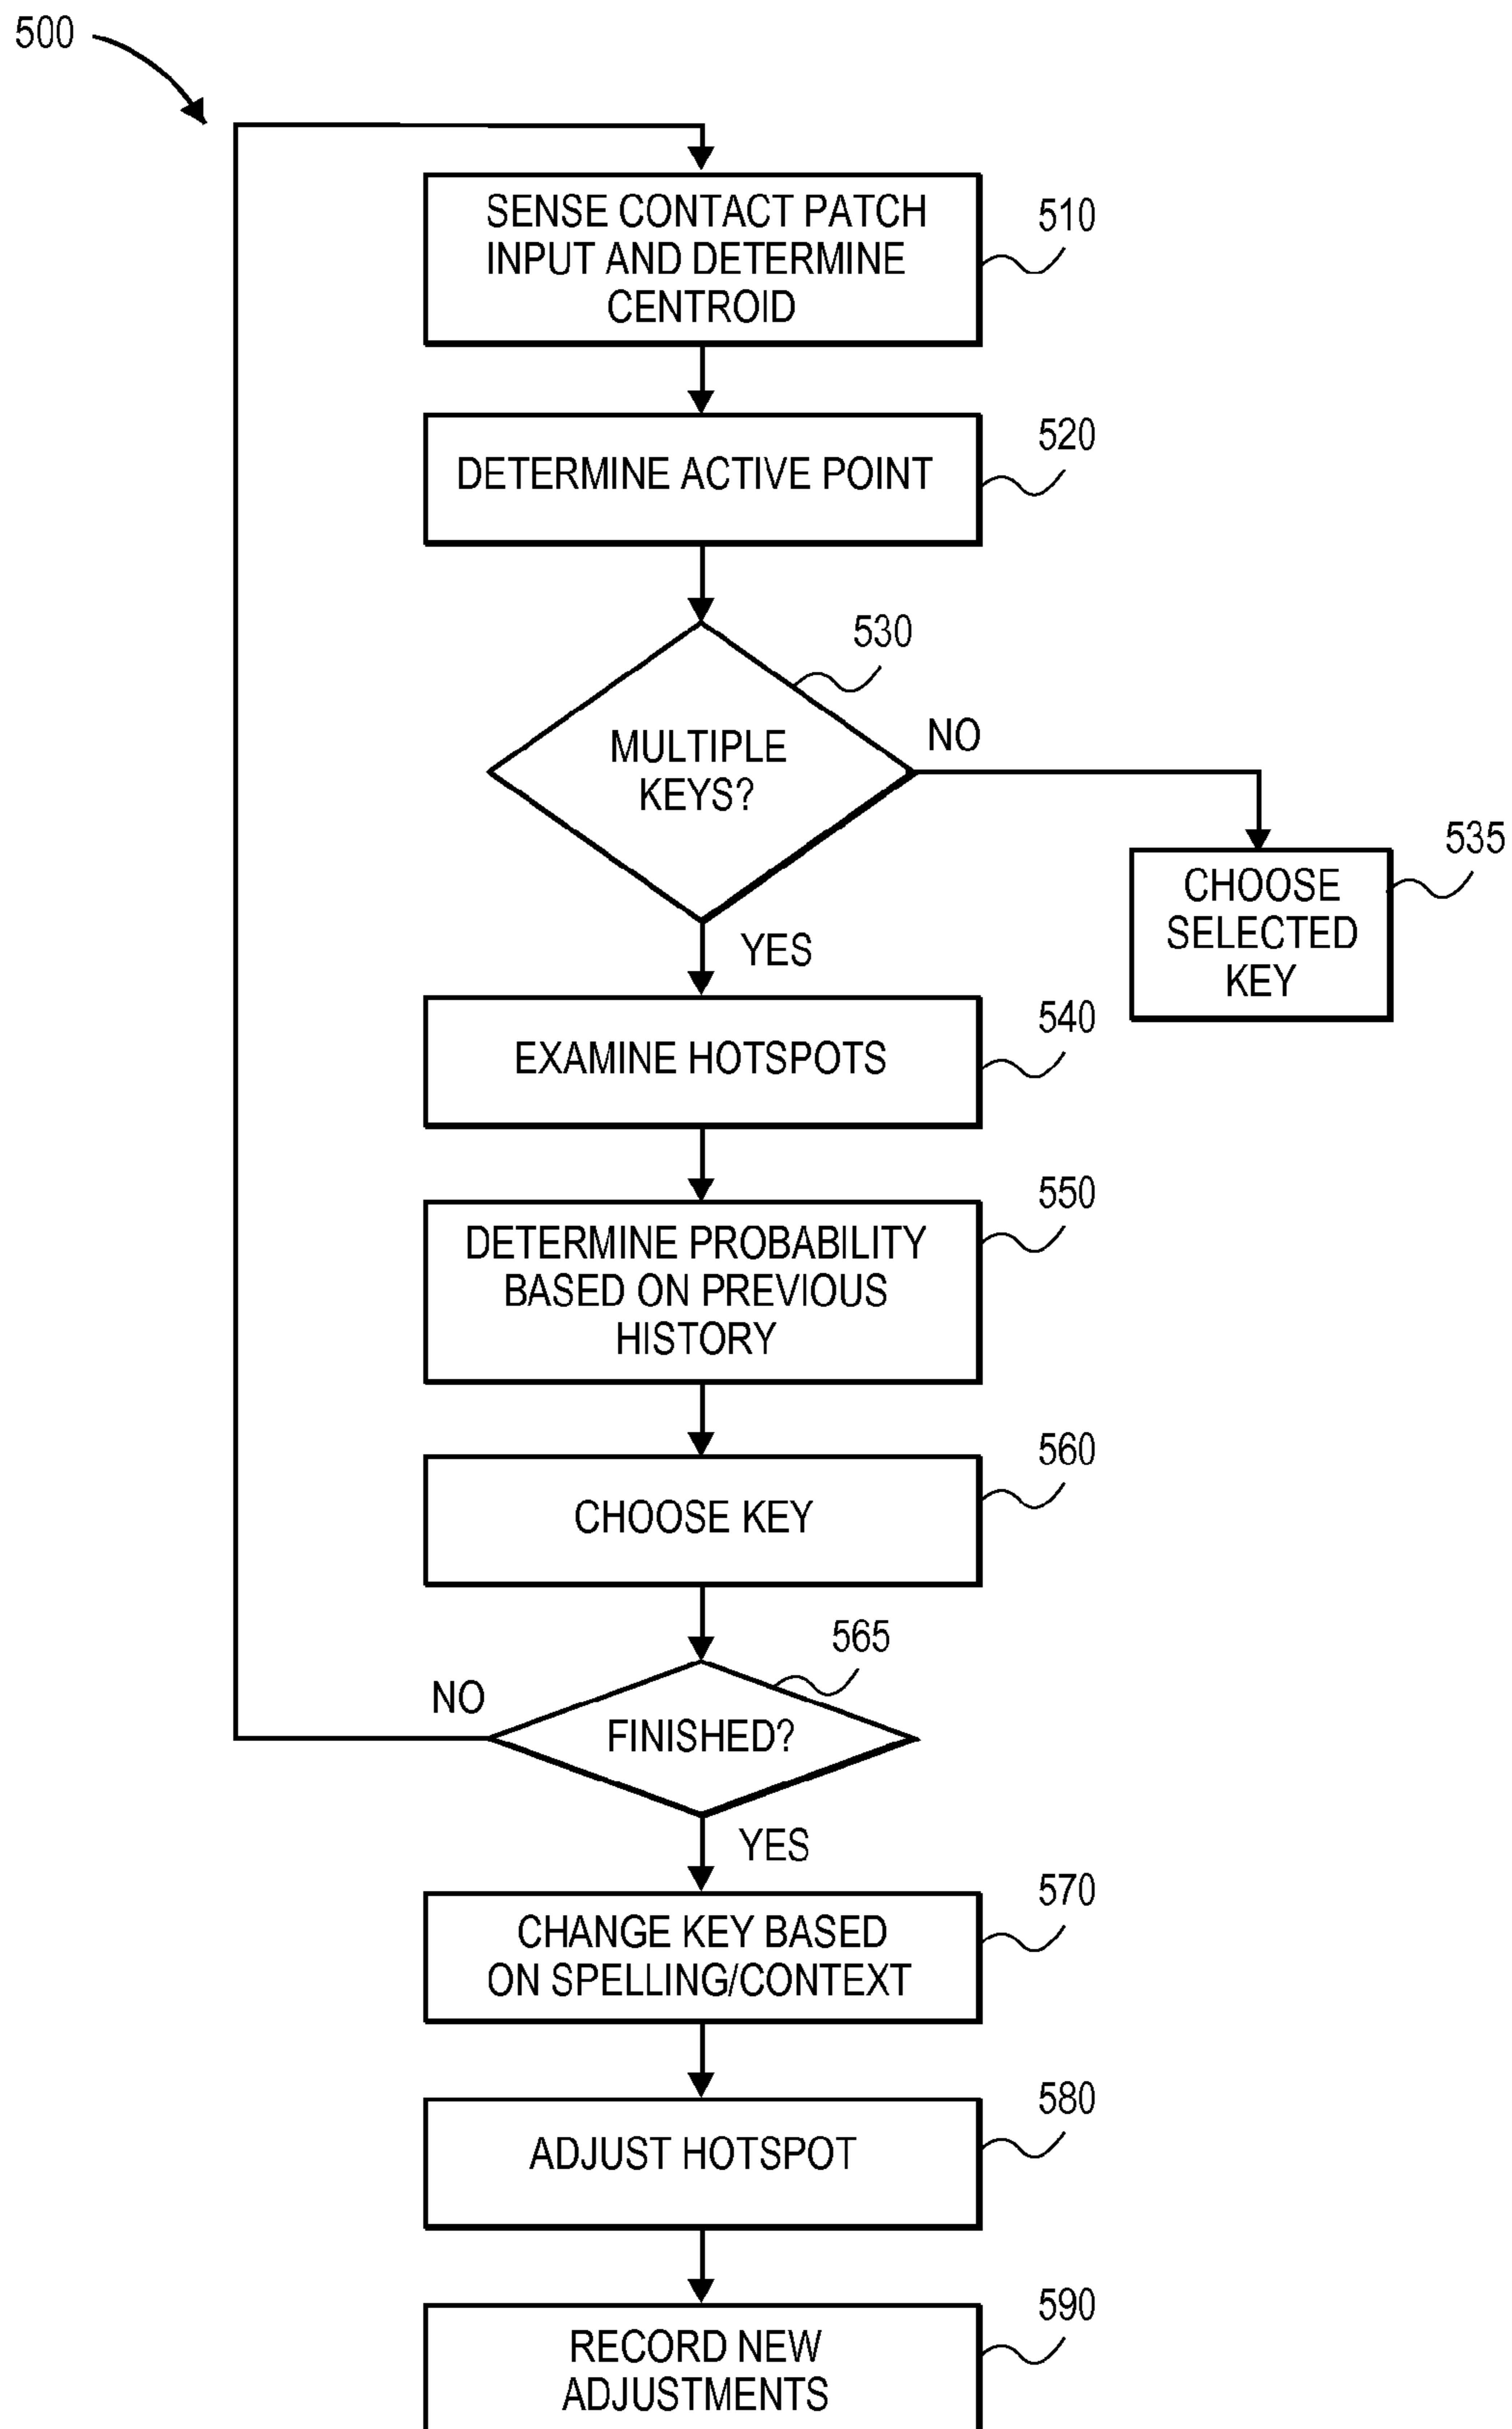 500
SENSE CONTACT PATCH
INPUT AND DETERMINE
CENTROID
510
DETERMINE ACTIVE POINT
520
530
MULTIPLE
KEYS?
NO
535
CHOOSE
SELECTED
KEY
YES
EXAMINE HOTSPOTS
540
DETERMINE PROBABILITY
BASED ON PREVIOUS
HISTORY
550
CHOOSE KEY
560
565
NO
FINISHED?
YES
CHANGE KEY BASED
ON SPELLING/CONTEXT
570
ADJUST HOTSPOT
580
RECORD NEW
ADJUSTMENTS
590